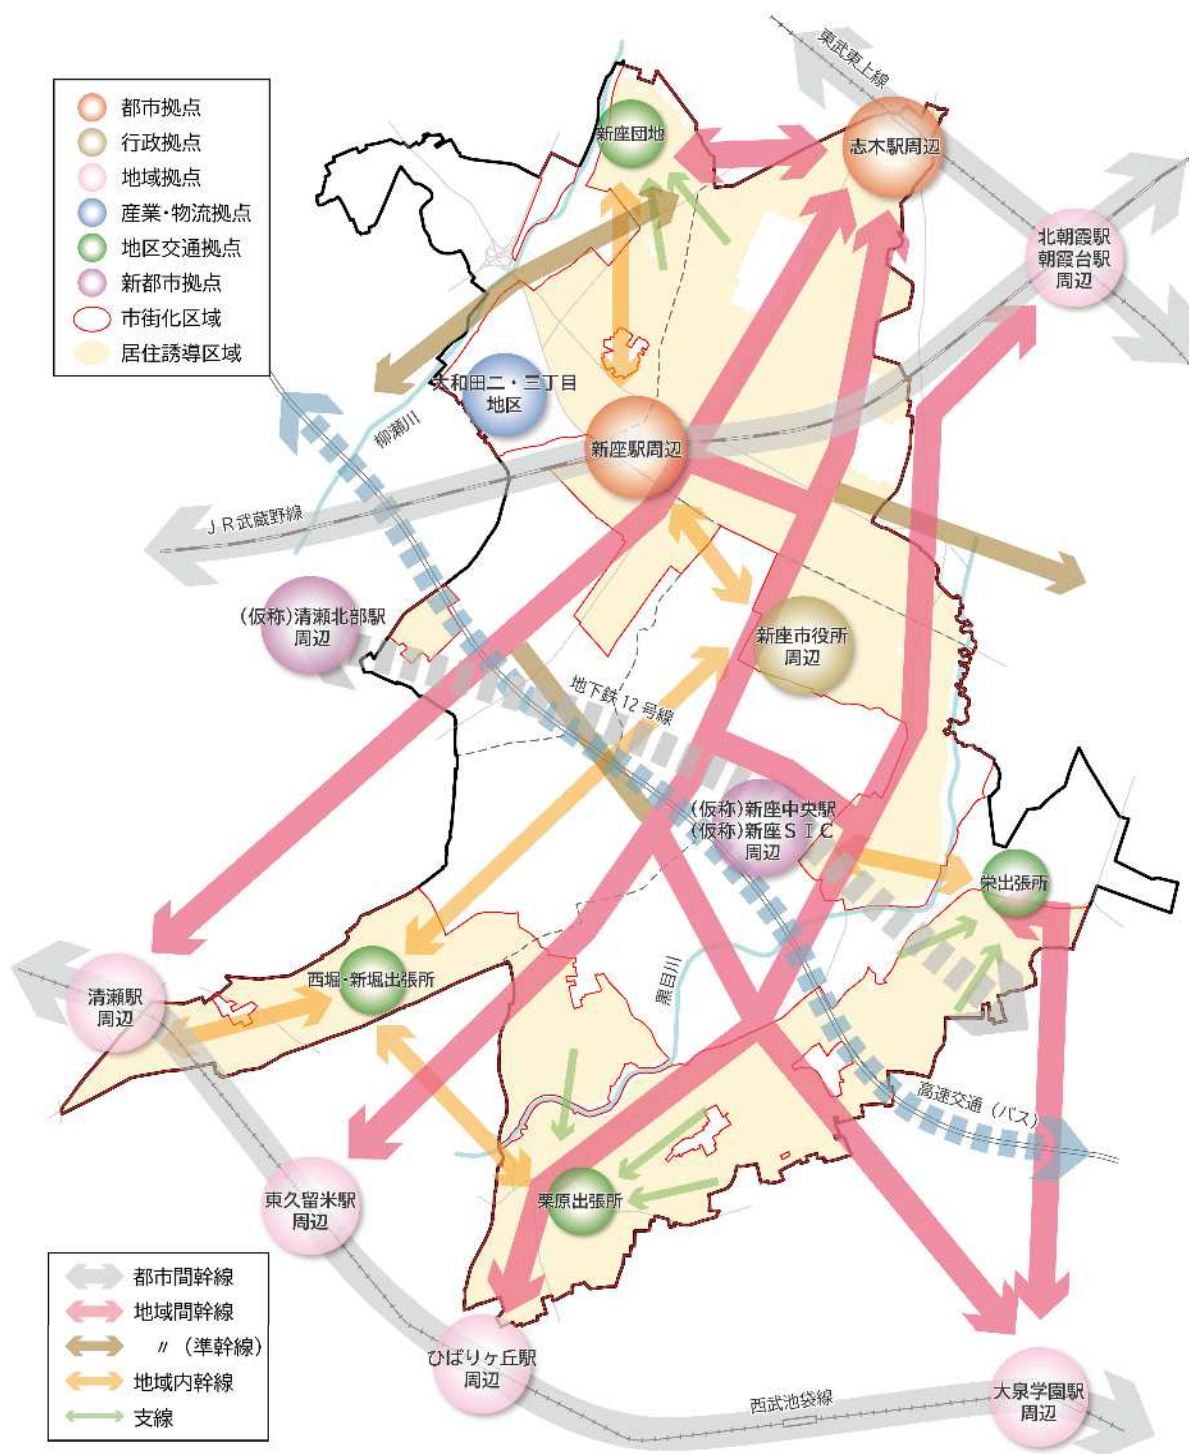 都市拠点
行政拠点
地域拠点
産業・物流拠点
地区交通拠点
新都市拠点
市街化区域
居住誘導区域
東武東上線
新座団地
志木駅周辺
北朝霞駅
朝霞台駅
周辺
大和田二・三丁目
地区
柳瀬川
新座駅周辺
JR武蔵野線
(仮称)清瀬北部駅
周辺
新座市役所
周辺
地下鉄12号線
(仮称)新座中央駅
(仮称)新座SIC
周辺
栄出張所
西堀・新堀出張所
清瀬駅
周辺
黒目川
高速交通(バス)
東久留米駅
周辺
栗原出張所
ひばりヶ丘駅
周辺
西武池袋線
大泉学園駅
周辺
都市間幹線
地域間幹線
〃(準幹線)
地域内幹線
支線